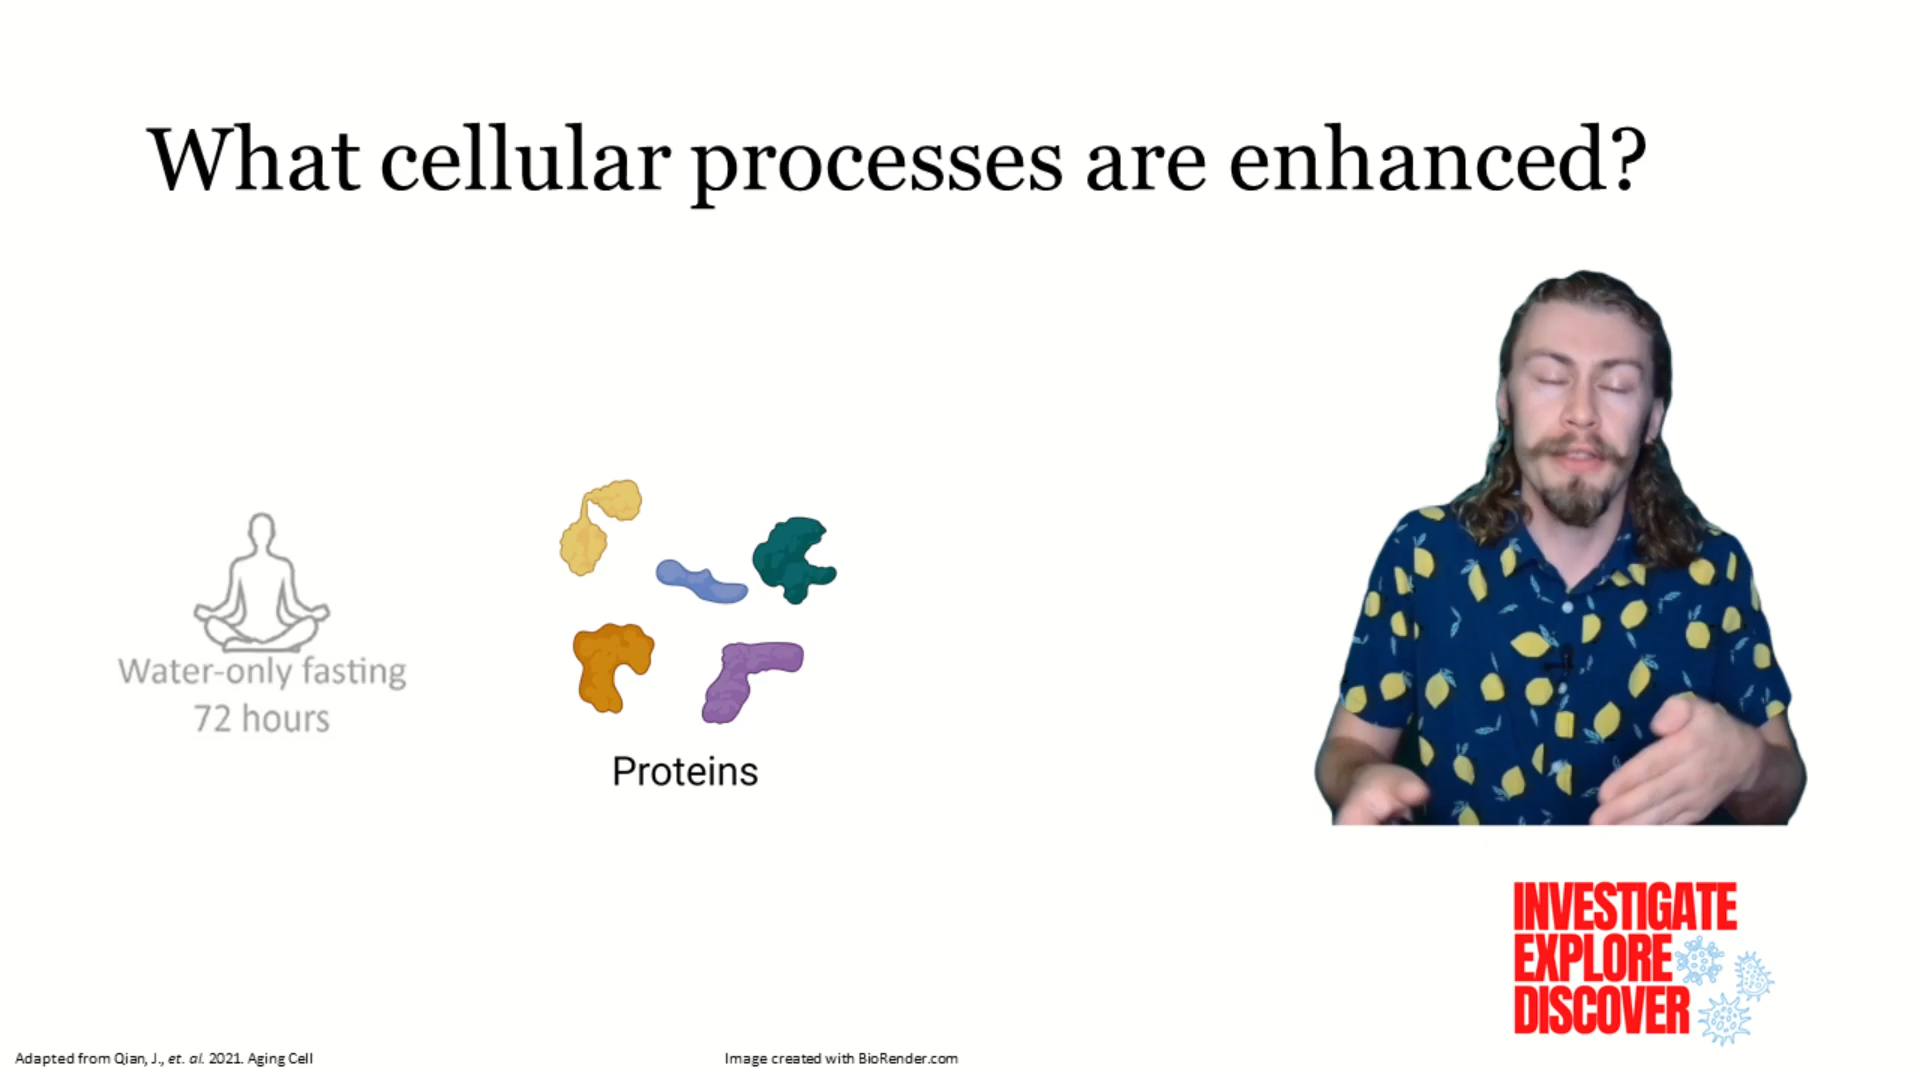 What cellular processes are enhanced?
Water-only fasting
72 hours
Proteins
INVESTIGATE
EXPLORE
DISCOVER
Adapted from Qian, J., et. al. 2021. Aging Cell
Image created with BioRender.com